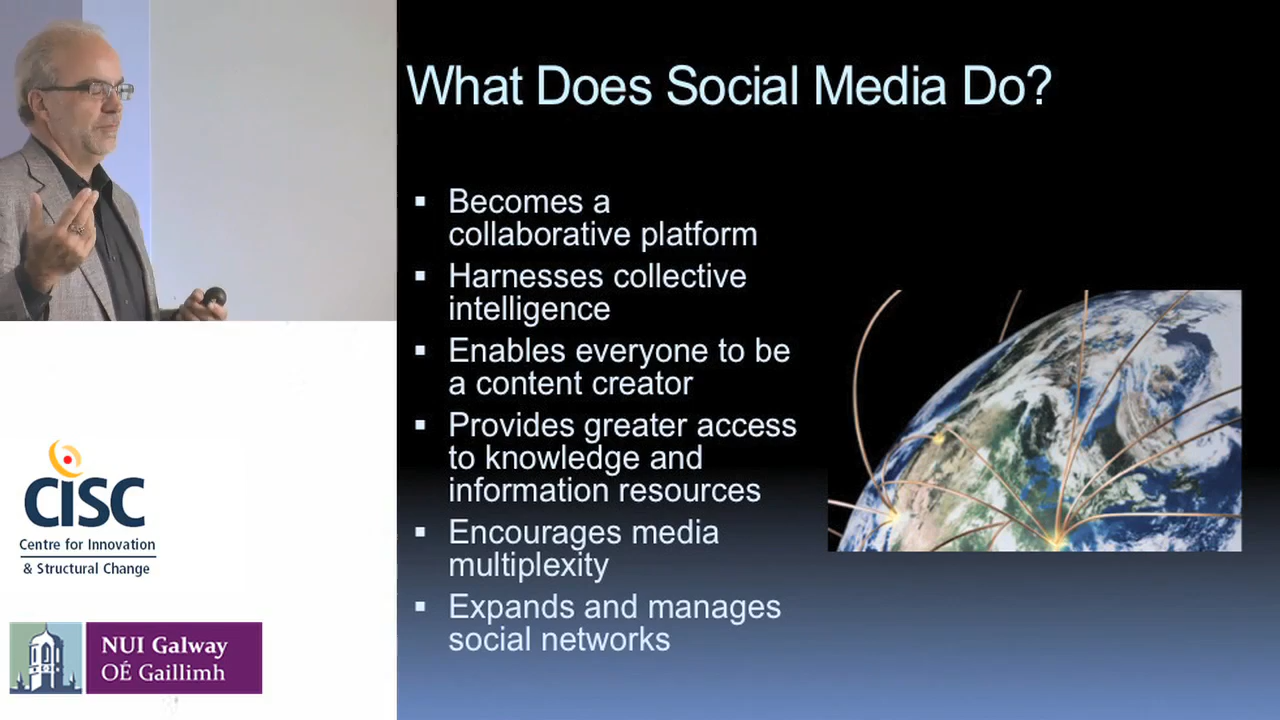 What Does Social Media Do?
▪ Becomes a
collaborative platform
▪ Harnesses collective
intelligence
▪ Enables everyone to be
a content creator
▪ Provides greater access
to knowledge and
information resources
▪ Encourages media
multiplexity
▪ Expands and manages
social networks
CISC
Centre for Innovation
& Structural Change
NUI Galway
OÉ Gaillimh